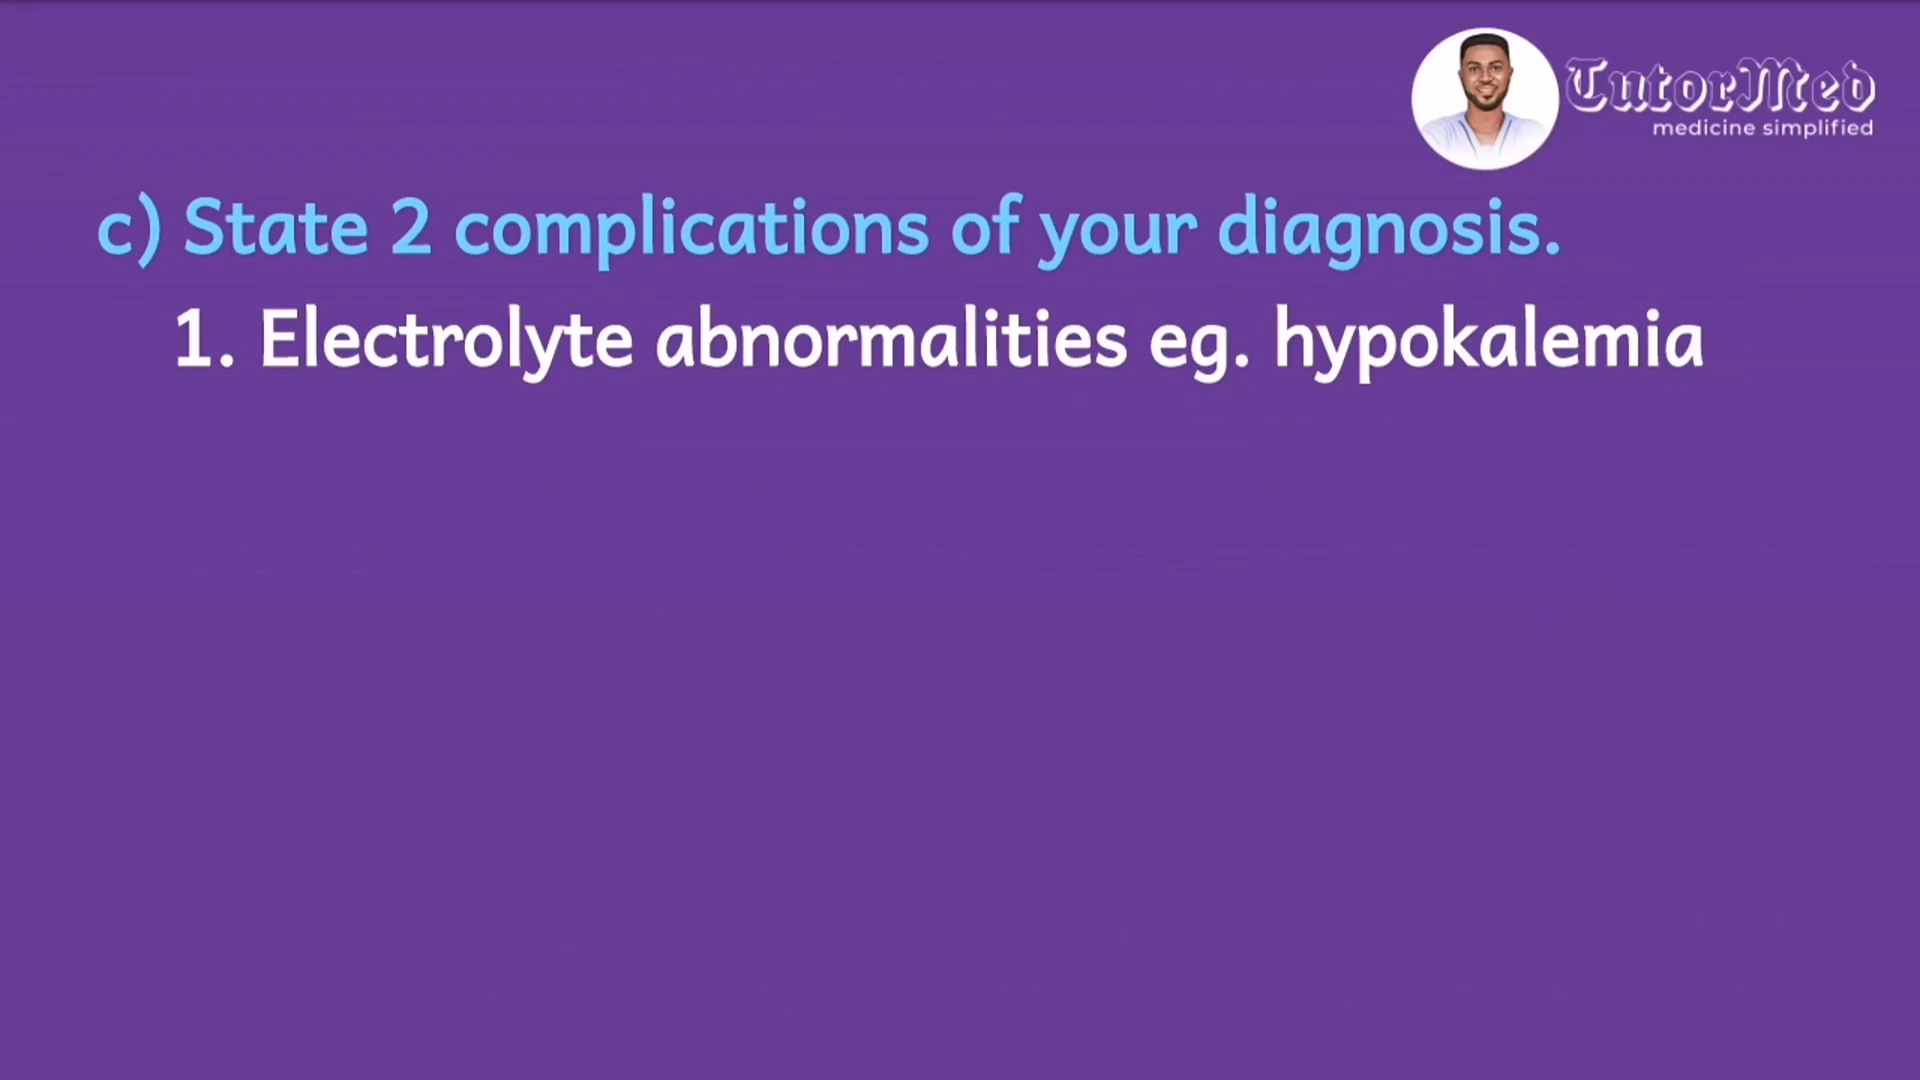 TutorMed
medicine simplified
c) State 2 complications of your diagnosis.
1. Electrolyte abnormalities eg. hypokalemia